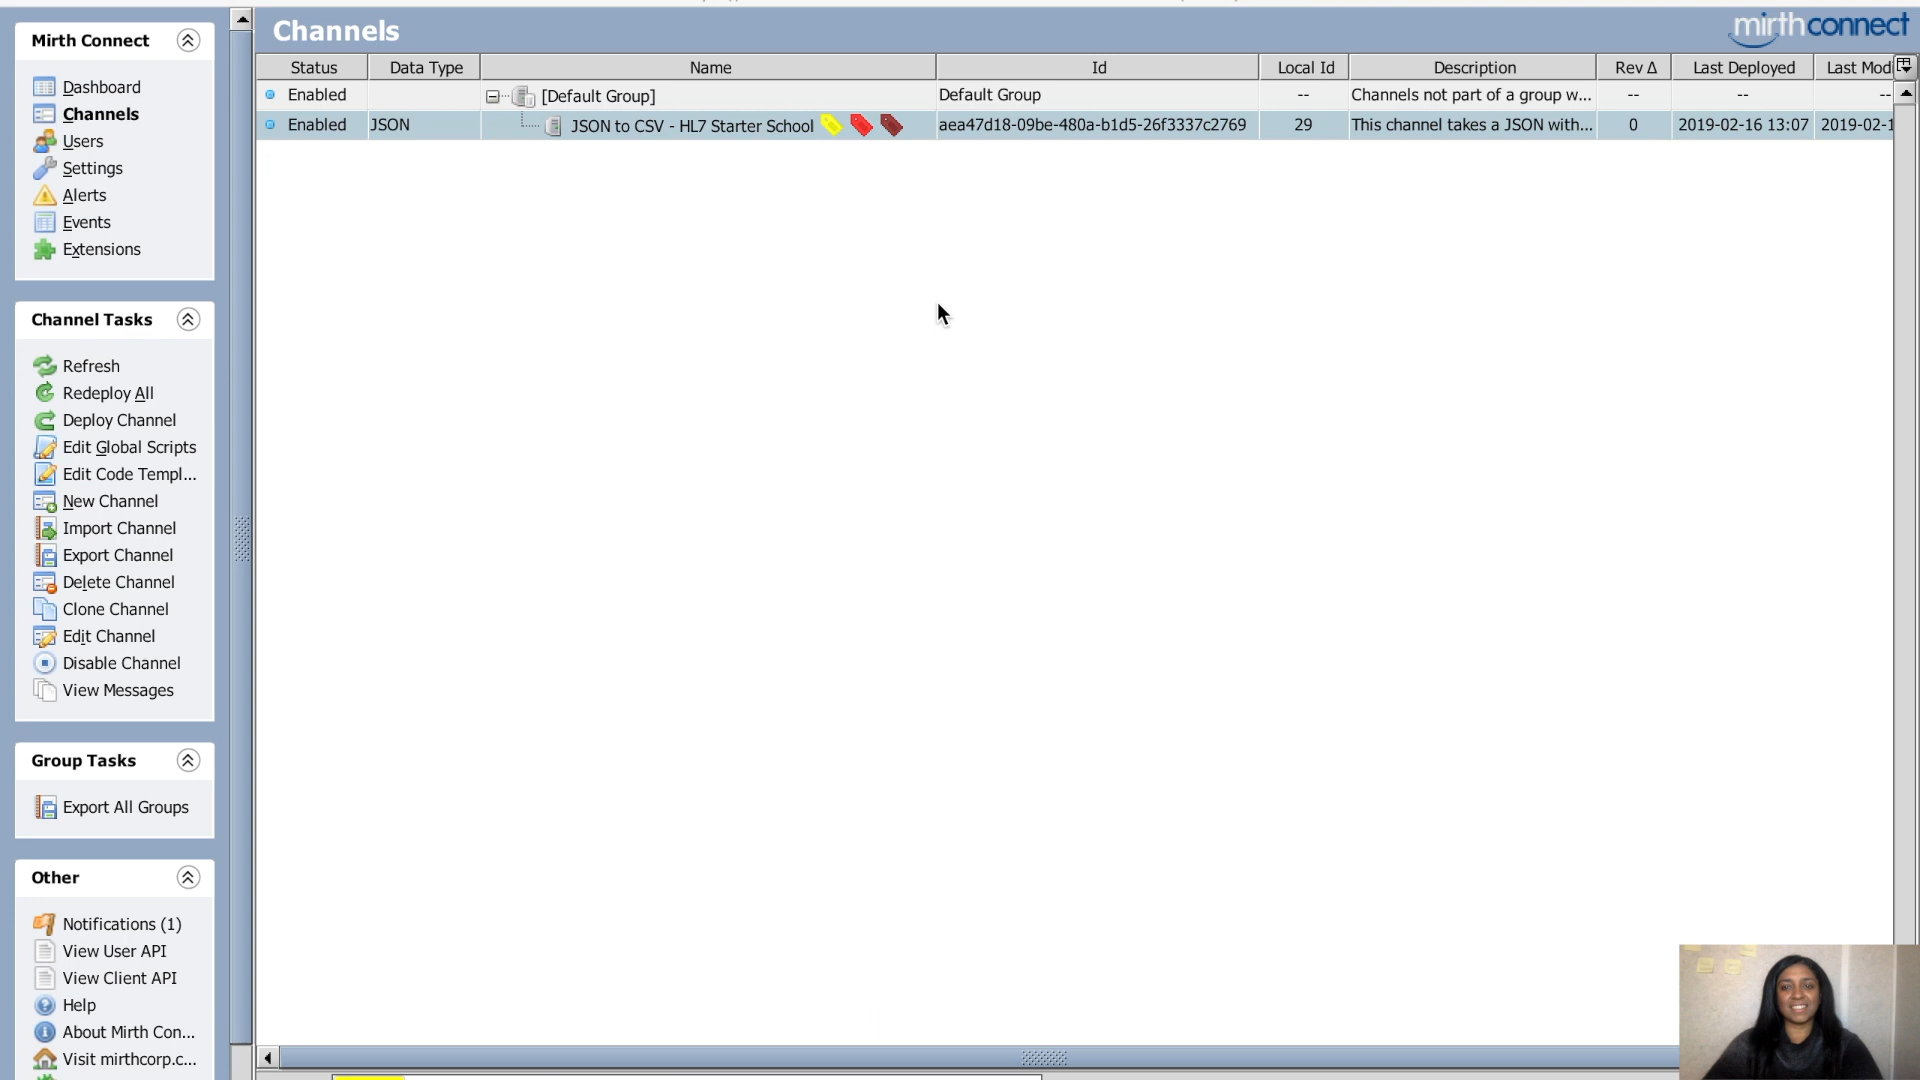 Mirth Connect
Dashboard
Channels
Users
Settings
Alerts
Events
Extensions
Channel Tasks
Refresh
Redeploy All
Deploy Channel
Edit Global Scripts
Edit Code Templ...
New Channel
Import Channel
Export Channel
Delete Channel
Clone Channel
Edit Channel
Disable Channel
View Messages
Group Tasks
Export All Groups
Other
Notifications (1)
View User API
View Client API
Help
About Mirth Con...
Visit mirthcorp.c...
Channels
mirthconnect
Status Data Type Name Id Local Id Description Rev Δ Last Deployed Last Mod
Enabled [Default Group] Default Group -- Channels not part of a group w... -- -- --
Enabled JSON JSON to CSV - HL7 Starter School aea47d18-09be-480a-b1d5-26f3337c2769 29 This channel takes a JSON with... 0 2019-02-16 13:07 2019-02-1